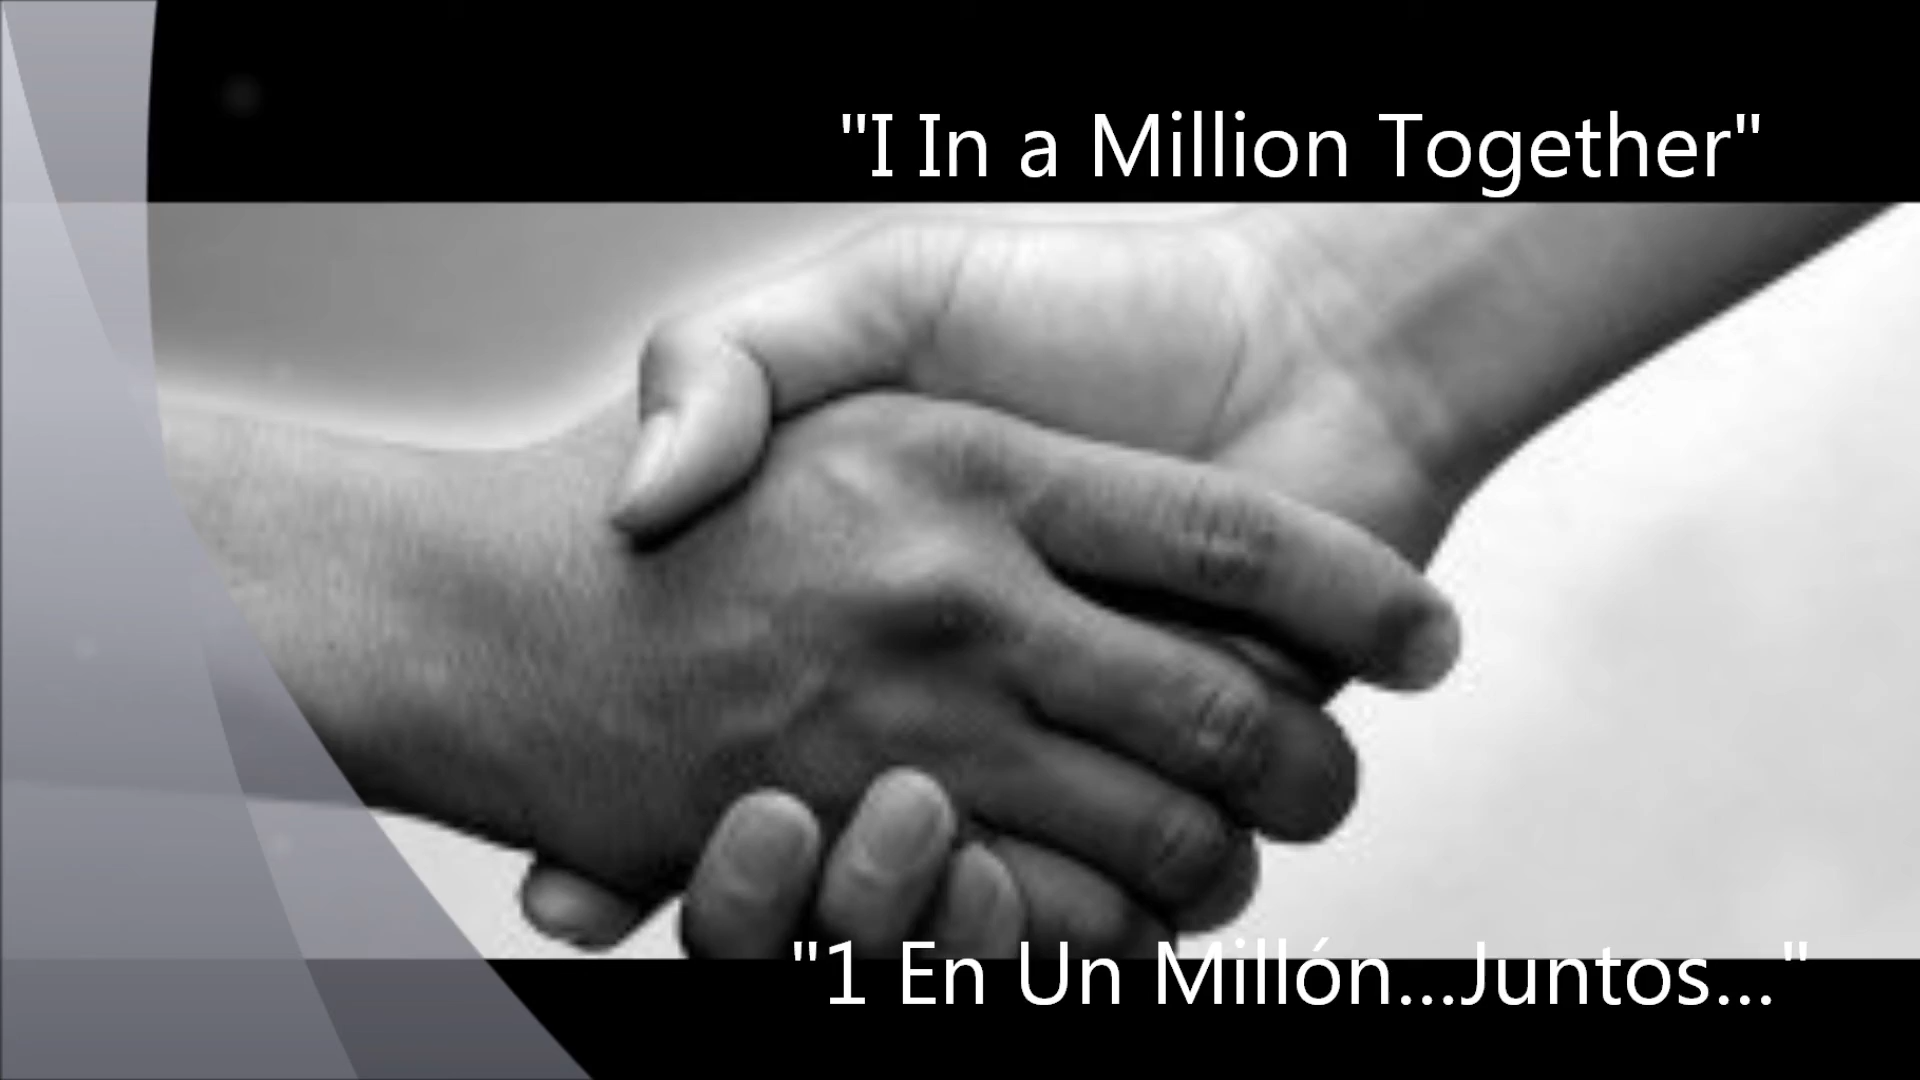 "I In a Million Together"
"1 En Un Millón...Juntos..."